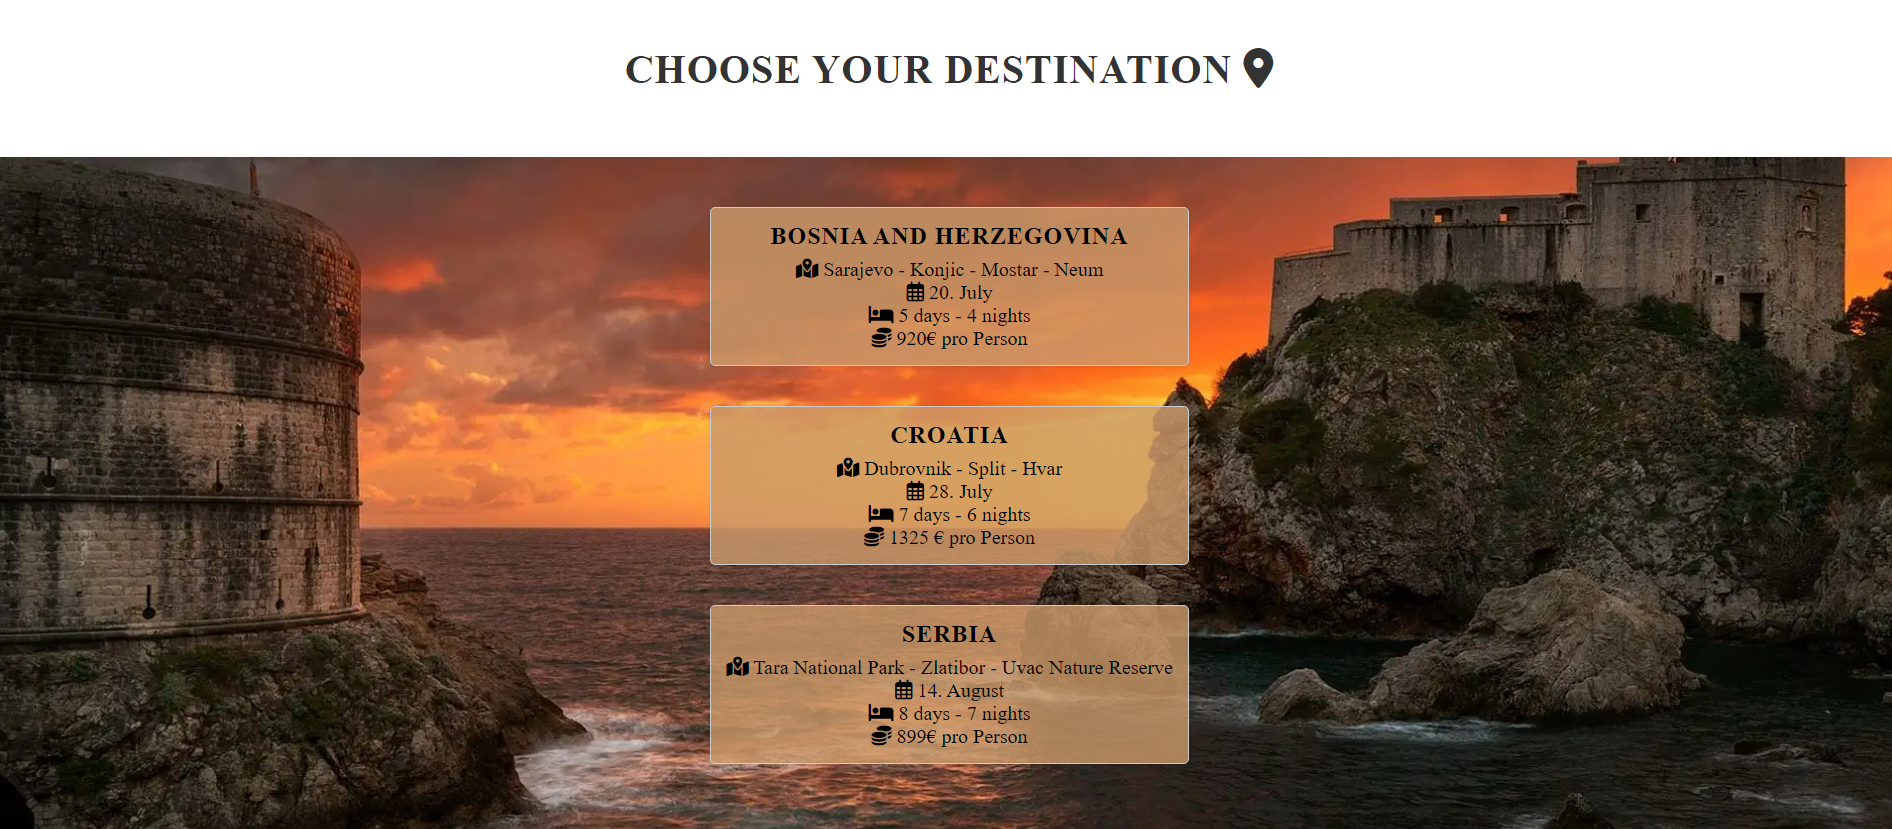 CHOOSE YOUR DESTINATION
BOSNIA AND HERZEGOVINA
Sarajevo - Konjic - Mostar - Neum
20. July
5 days - 4 nights
920€ pro Person
CROATIA
Dubrovnik - Split - Hvar
28. July
7 days - 6 nights
1325 € pro Person
SERBIA
Tara National Park - Zlatibor - Uvac Nature Reserve
14. August
8 days - 7 nights
899€ pro Person